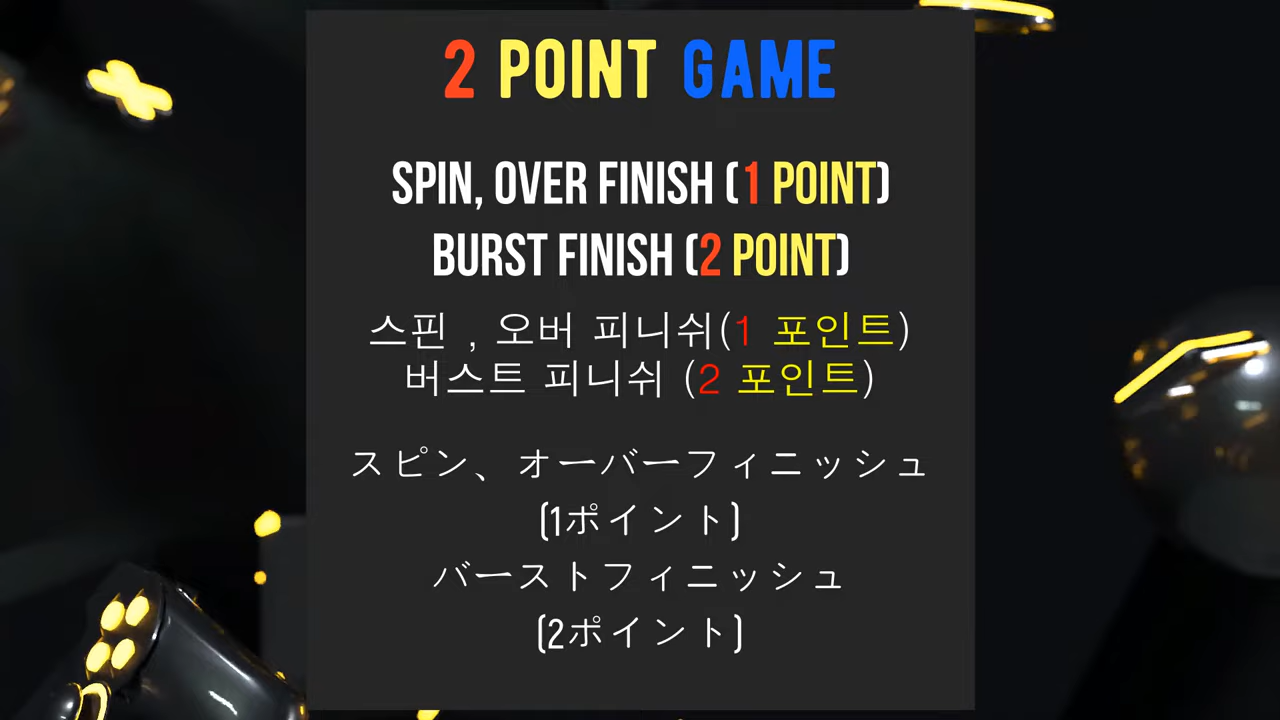 2 POINT GAME
SPIN, OVER FINISH (1 POINT)
BURST FINISH (2 POINT)
스핀 , 오버 피니쉬(1 포인트)
버스트 피니쉬 (2 포인트)
スピン、オーバーフィニッシュ
(1ポイント)
バーストフィニッシュ
(2ポイント)